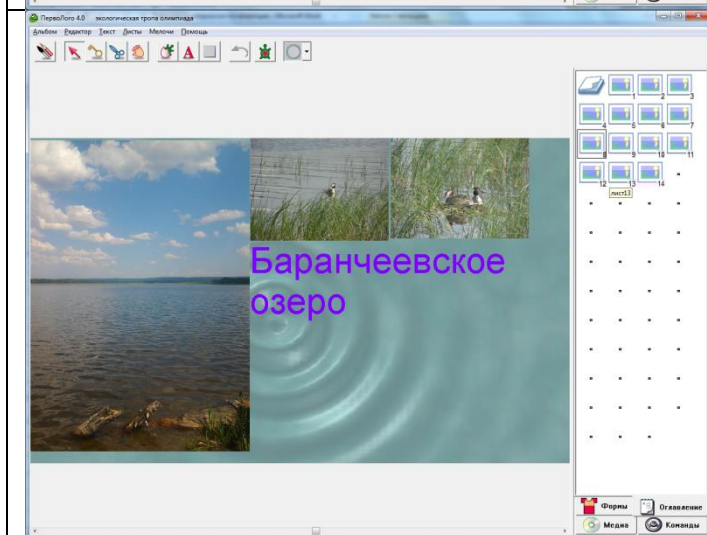 ПервоЛого 4.0 экологическая тропа олимпиада
Альбом Редактор Текст Листы Мелочи Помощь
1 2 3
4 5 6 7
8 9 10 11
12 13 14
лист13
Баранчеевское
озеро
Формы Оглавление
Медиа Команды